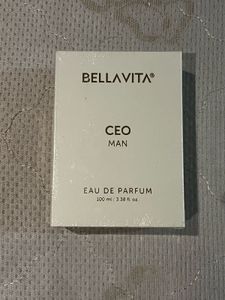 BELLAVITA®
CEO
MAN
EAU DE PARFUM
100 ml / 3.38 fl. oz